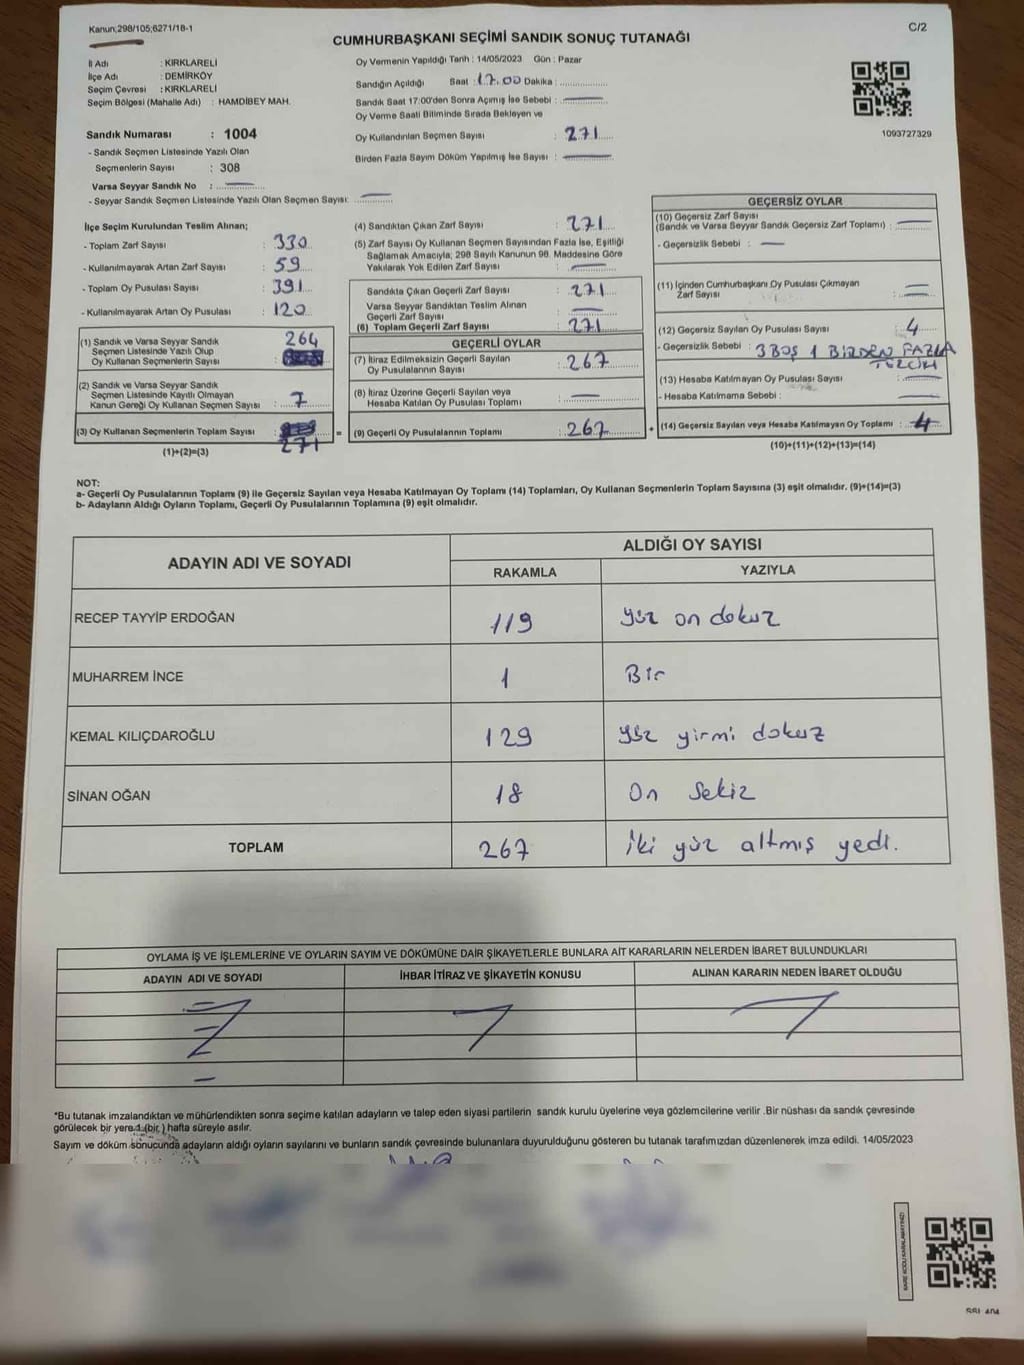 Kanun;298/105;6271/18-1
C/2
CUMHURBAŞKANI SEÇİMİ SANDIK SONUÇ TUTANAĞI
İl Adı : KIRKLARELİ
İlçe Adı : DEMİRKÖY
Seçim Çevresi : KIRKLARELİ
Seçim Bölgesi (Mahalle Adı) : HAMDİBEY MAH.
Sandık Numarası : 1004
- Sandık Seçmen Listesinde Yazılı Olan
Seçmenlerin Sayısı : 308
Varsa Seyyar Sandık No :
- Seyyar Sandık Seçmen Listesinde Yazılı Olan Seçmen Sayısı:
Oy Vermenin Yapıldığı Tarih : 14/05/2023 Gün : Pazar
Sandığın Açıldığı Saat : 17.00 Dakika :
Sandık Saat 17:00'den Sonra Açımış İse Sebebi :
Oy Verme Saati Bitiminde Sırada Bekleyen ve
Oy Kullandırılan Seçmen Sayısı : 271
Birden Fazla Sayım Döküm Yapılmış İse Sayısı :
1093727329
İlçe Seçim Kurulundan Teslim Alınan;
- Toplam Zarf Sayısı : 330
- Kullanılmayarak Artan Zarf Sayısı : 59
- Toplam Oy Pusulası Sayısı : 391
- Kullanılmayarak Artan Oy Pusulası : 120
(1) Sandık ve Varsa Seyyar Sandık
Seçmen Listesinde Yazılı Olup
Oy Kullanan Seçmenlerin Sayısı 264
(2) Sandık ve Varsa Seyyar Sandık
Seçmen Listesinde Kayıtlı Olmayan
Kanun Gereği Oy Kullanan Seçmen Sayısı : 7
(3) Oy Kullanan Seçmenlerin Toplam Sayısı : 271
(1)+(2)=(3)
=
(4) Sandıktan Çıkan Zarf Sayısı : 271
(5) Zarf Sayısı Oy Kullanan Seçmen Sayısından Fazla İse, Eşitliği
Sağlamak Amacıyla, 298 Sayılı Kanunun 98. Maddesine Göre
Yakılarak Yok Edilen Zarf Sayısı :
Sandıkta Çıkan Geçerli Zarf Sayısı : 271
Varsa Seyyar Sandıktan Teslim Alınan
Geçerli Zarf Sayısı :
(6) Toplam Geçerli Zarf Sayısı : 271
GEÇERLİ OYLAR
(7) İtiraz Edilmeksizin Geçerli Sayılan
Oy Pusulalarının Sayısı : 267
(8) İtiraz Üzerine Geçerli Sayılan veya
Hesaba Katılan Oy Pusulası Toplamı :
(9) Geçerli Oy Pusulalarının Toplamı : 267
+
GEÇERSİZ OYLAR
(10) Geçersiz Zarf Sayısı
(Sandık ve Varsa Seyyar Sandık Geçersiz Zarf Toplamı) :
- Geçersizlik Sebebi :
(11) İçinden Cumhurbaşkanı Oy Pusulası Çıkmayan
Zarf Sayısı :
(12) Geçersiz Sayılan Oy Pusulası Sayısı : 4
- Geçersizlik Sebebi : 3 BOŞ 1 BİRDEN FAZLA
TERCİH
(13) Hesaba Katılmayan Oy Pusulası Sayısı :
- Hesaba Katılmama Sebebi :
(14) Geçersiz Sayılan veya Hesaba Katılmayan Oy Toplamı : 4
(10)+(11)+(12)+(13)=(14)
NOT:
a- Geçerli Oy Pusulalarının Toplamı (9) ile Geçersiz Sayılan veya Hesaba Katılmayan Oy Toplamı (14) Toplamları, Oy Kullanan Seçmenlerin Toplam Sayısına (3) eşit olmalıdır. (9)+(14)=(3)
b- Adayların Aldığı Oyların Toplamı, Geçerli Oy Pusulalarının Toplamına (9) eşit olmalıdır.
ADAYIN ADI VE SOYADI
ALDIĞI OY SAYISI
RAKAMLA YAZIYLA
RECEP TAYYİP ERDOĞAN 119 yüz on dokuz
MUHARREM İNCE 1 Bir
KEMAL KILIÇDAROĞLU 129 yüz yirmi dokuz
SİNAN OĞAN 18 On sekiz
TOPLAM 267 iki yüz altmış yedi.
OYLAMA İŞ VE İŞLEMLERİNE VE OYLARIN SAYIM VE DÖKÜMÜNE DAİR ŞİKAYETLERLE BUNLARA AİT KARARLARIN NELERDEN İBARET BULUNDUKLARI
ADAYIN ADI VE SOYADI İHBAR İTİRAZ VE ŞİKAYETİN KONUSU ALINAN KARARIN NEDEN İBARET OLDUĞU
*Bu tutanak imzalandıktan ve mühürlendikten sonra seçime katılan adayların ve talep eden siyasi partilerin sandık kurulu üyelerine veya gözlemcilerine verilir .Bir nüshası da sandık çevresinde
görülecek bir yere 1 (bir ) hafta süreyle asılır.
Sayım ve döküm sonucunda adayların aldığı oyların sayılarını ve bunların sandık çevresinde bulunanlara duyurulduğunu gösteren bu tutanak tarafımızdan düzenlenerek imza edildi. 14/05/2023
KARE KODU KARALAMAYINIZ!